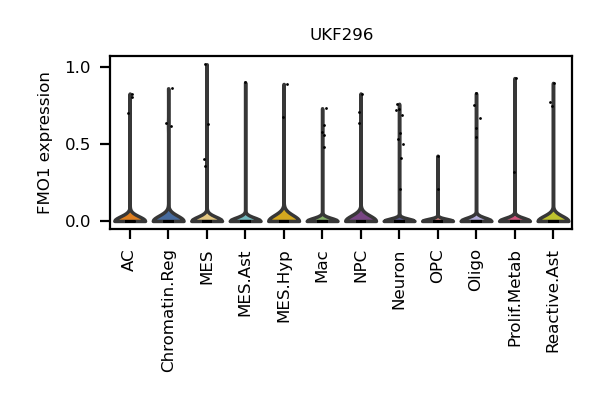 UKF296
FMO1 expression
1.0
0.5
0.0
AC
Chromatin.Reg
MES
MES.Ast
MES.Hyp
Mac
NPC
Neuron
OPC
Oligo
Prolif.Metab
Reactive.Ast